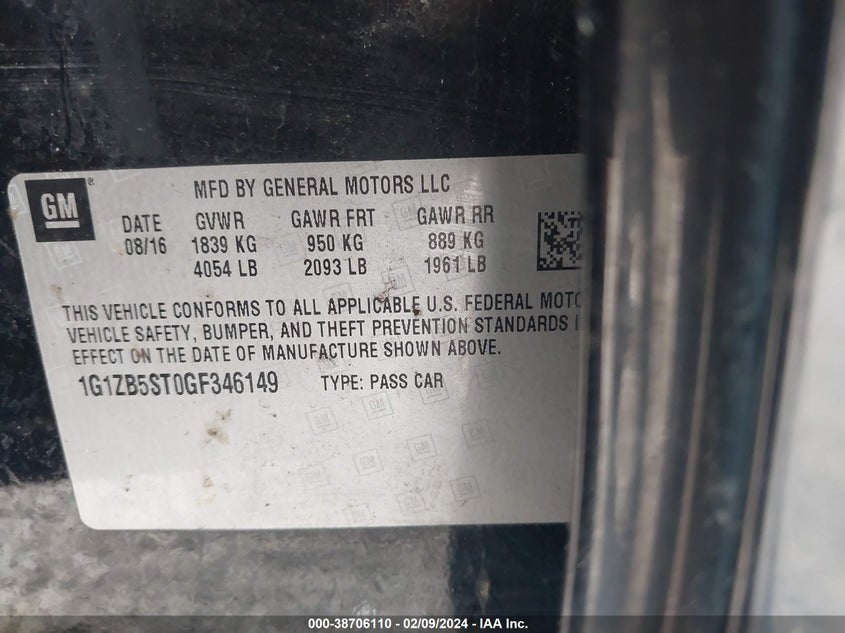 GM® MFD BY GENERAL MOTORS LLC
DATE GVWR GAWR FRT GAWR RR
08/16 1839 KG 950 KG 889 KG
4054 LB 2093 LB 1961 LB
THIS VEHICLE CONFORMS TO ALL APPLICABLE U.S. FEDERAL MOTO
VEHICLE SAFETY, BUMPER, AND THEFT PREVENTION STANDARDS I
EFFECT ON THE DATE OF MANUFACTURE SHOWN ABOVE.
1G1ZB5ST0GF346149 TYPE: PASS CAR
000-38706110 - 02/09/2024 - IAA Inc.